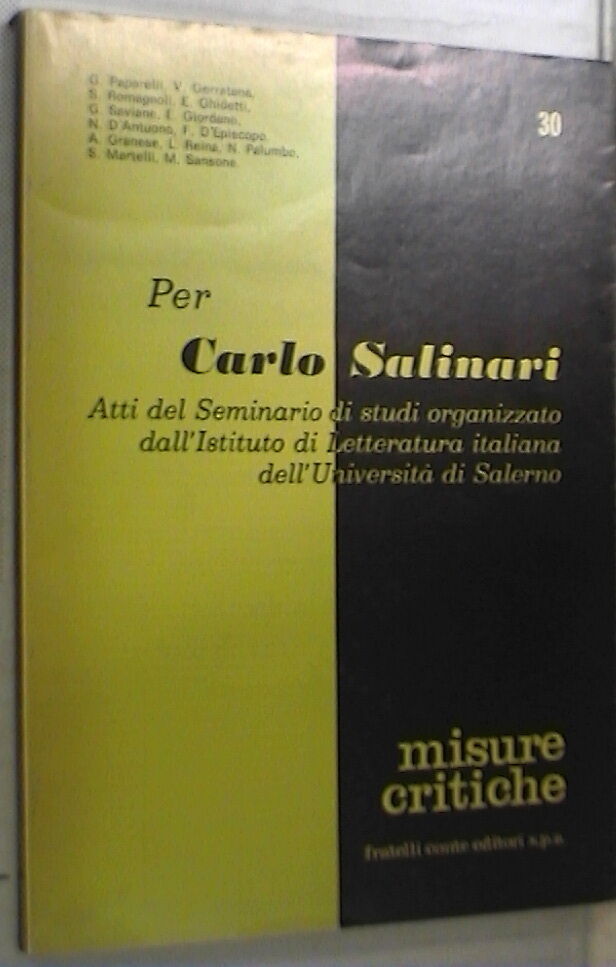 G. Paparelli, V. Gerratana,
S. Romagnoli, E. Ghidetti,
G. Saviane, E. Giordano,
N. D'Antuono, F. D'Episcopo,
A. Granese, L. Reina, N. Palumbo,
S. Martelli, M. Sansone.
30
Per
Carlo Salinari
Atti del Seminario di studi organizzato
dall'Istituto di Letteratura italiana
dell'Università di Salerno
misure
critiche
fratelli conte editori s.p.a.